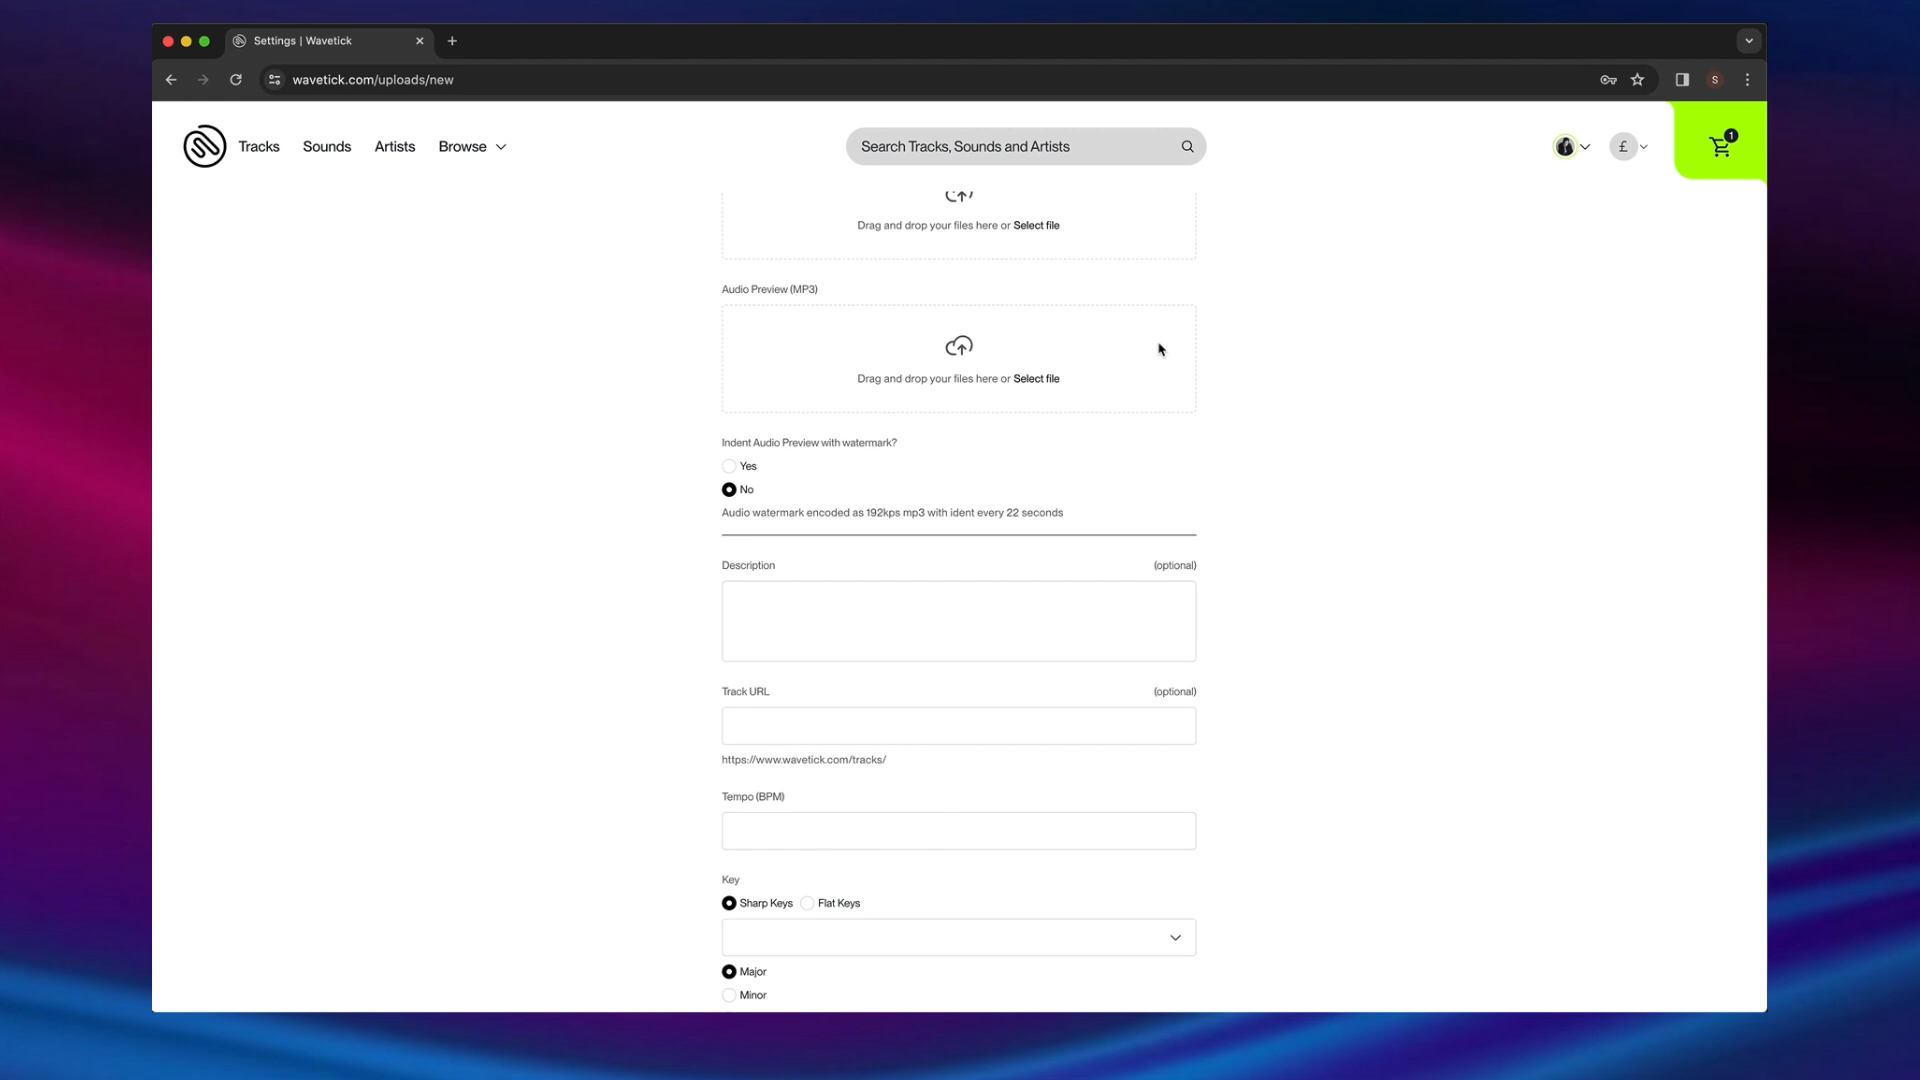 Settings | Wavetick
wavetick.com/uploads/new
S
Tracks Sounds Artists Browse
Search Tracks, Sounds and Artists
£
1
Drag and drop your files here or Select file
Audio Preview (MP3)
Drag and drop your files here or Select file
Indent Audio Preview with watermark?
Yes
No
Audio watermark encoded as 192kps mp3 with ident every 22 seconds
Description (optional)
Track URL (optional)
https://www.wavetick.com/tracks/
Tempo (BPM)
Key
Sharp Keys Flat Keys
Major
Minor